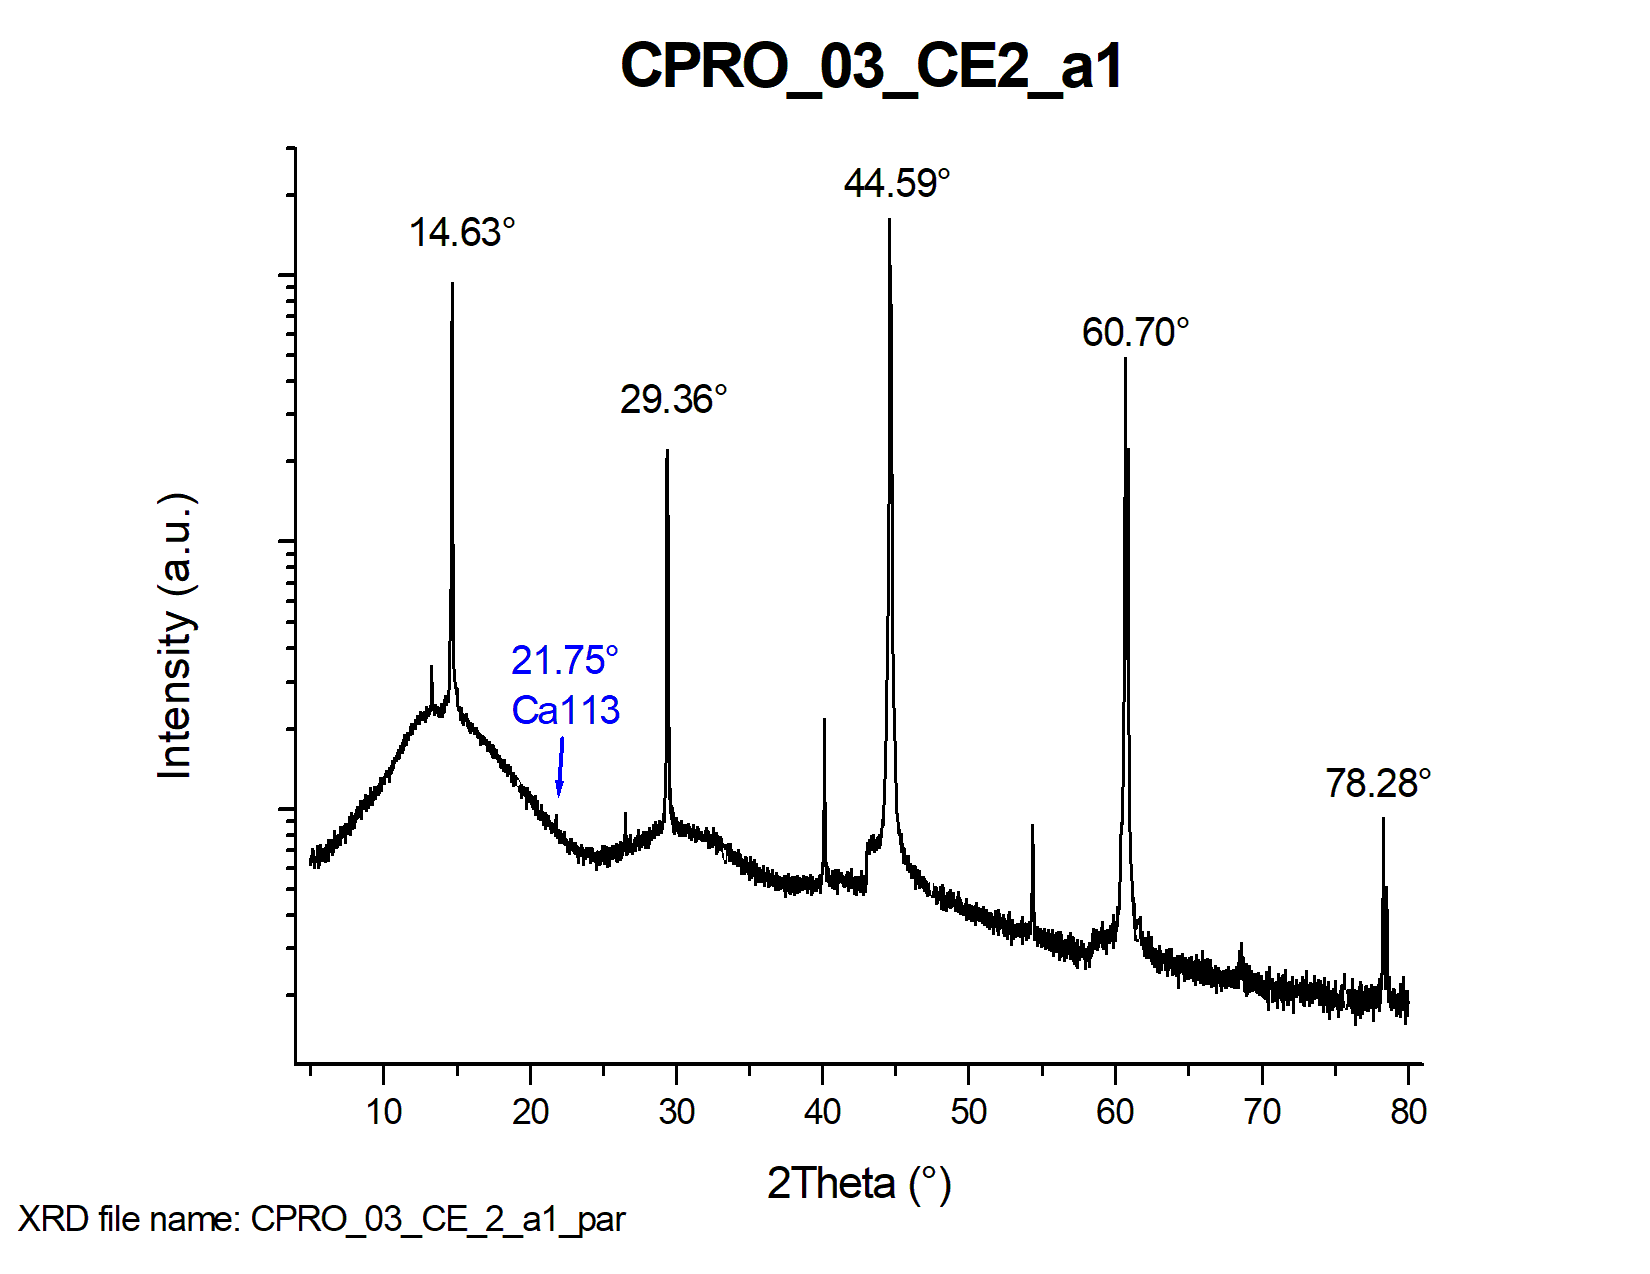 CPRO_03_CE2_a1
44.59°
14.63°
60.70°
29.36°
21.75°
Ca113
78.28°
Intensity (a.u.)
10 20 30 40 50 60 70 80
2Theta (°)
XRD file name: CPRO_03_CE_2_a1_par